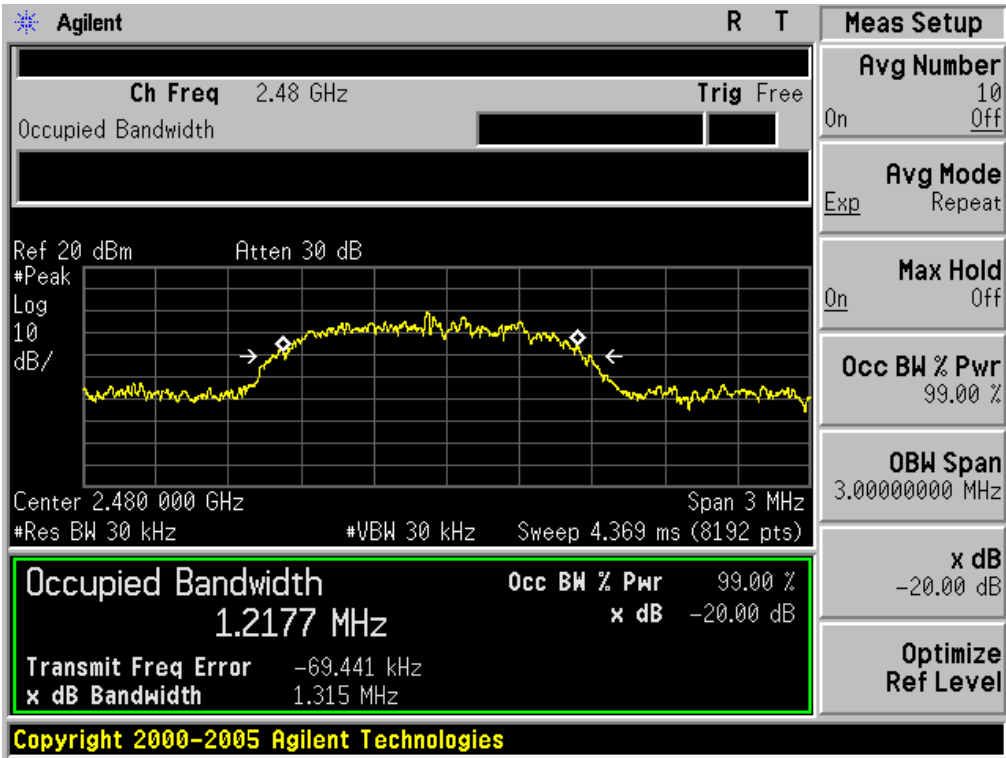 Agilent R T
Ch Freq 2.48 GHz Trig Free
Occupied Bandwidth
Ref 20 dBm Atten 30 dB
#Peak
Log
10
dB/
Center 2.480 000 GHz Span 3 MHz
#Res BW 30 kHz #VBW 30 kHz Sweep 4.369 ms (8192 pts)
Occupied Bandwidth Occ BW % Pwr 99.00 %
1.2177 MHz x dB -20.00 dB
Transmit Freq Error -69.441 kHz
x dB Bandwidth 1.315 MHz
Copyright 2000-2005 Agilent Technologies
Meas Setup
Avg Number
10
On Off
Avg Mode
Exp Repeat
Max Hold
On Off
Occ BW % Pwr
99.00 %
OBW Span
3.00000000 MHz
x dB
-20.00 dB
Optimize
Ref Level